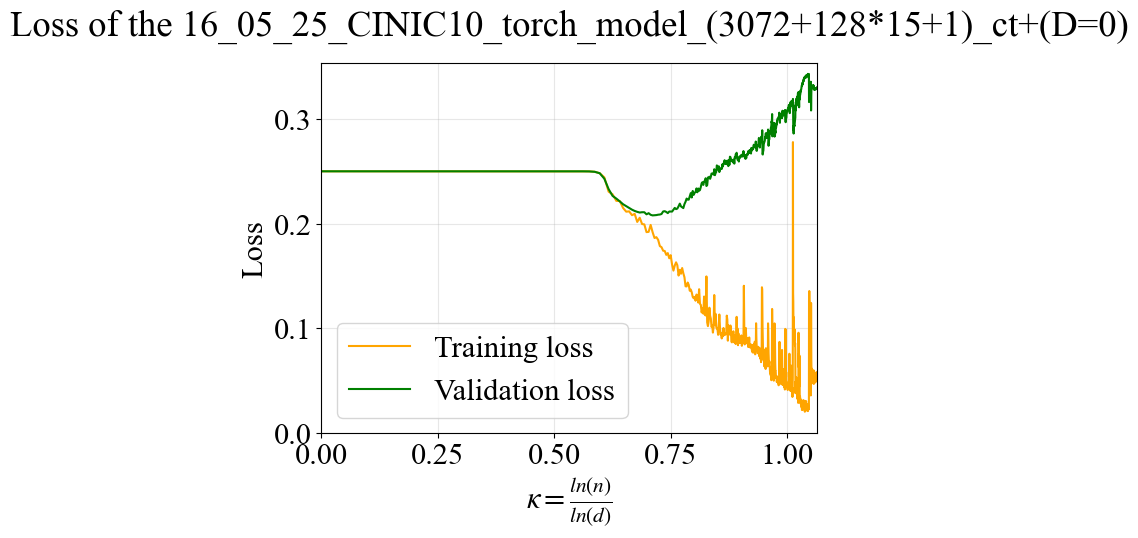 Loss of the 16_05_25_CINIC10_torch_model_(3072+128*15+1)_ct+(D=0)
0.3
0.2
0.1
0.0
Loss
Training loss
Validation loss
0.00 0.25 0.50 0.75 1.00
κ = ln(n)/ln(d)